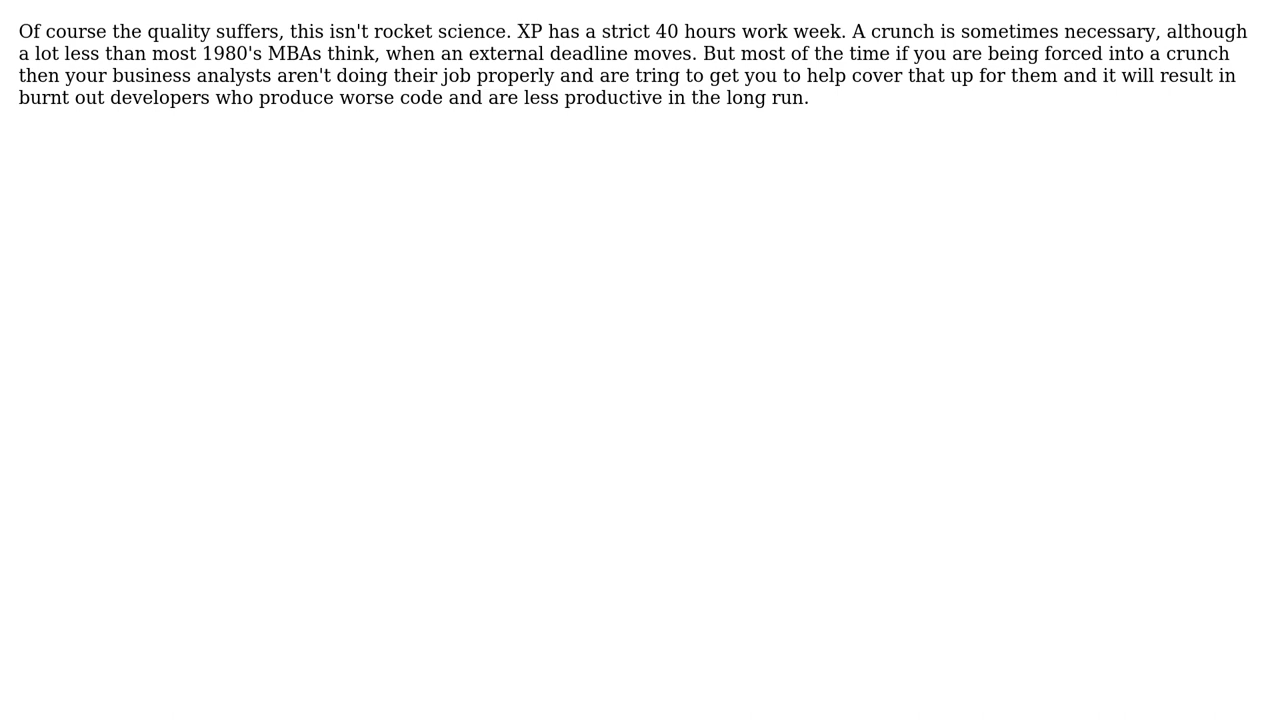 Of course the quality suffers, this isn't rocket science. XP has a strict 40 hours work week. A crunch is sometimes necessary, although
a lot less than most 1980's MBAs think, when an external deadline moves. But most of the time if you are being forced into a crunch
then your business analysts aren't doing their job properly and are tring to get you to help cover that up for them and it will result in
burnt out developers who produce worse code and are less productive in the long run.